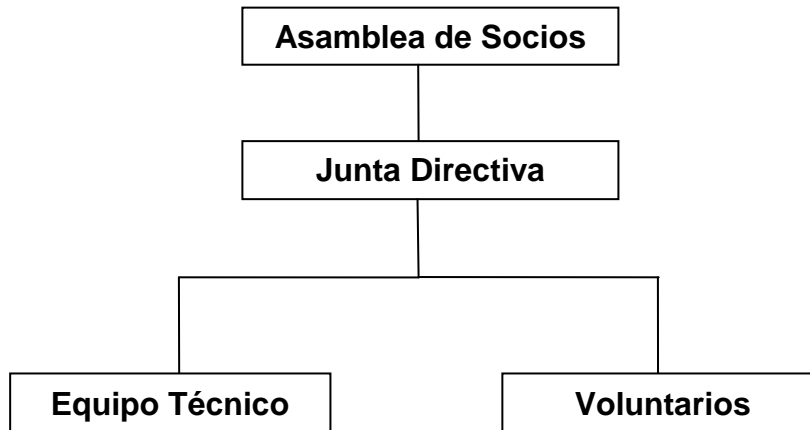 Asamblea de Socios
Junta Directiva
Equipo Técnico
Voluntarios